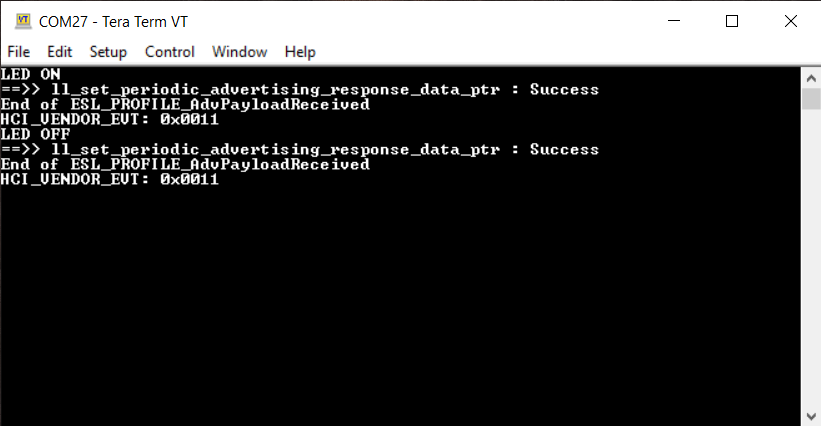 COM27 - Tera Term VT
File Edit Setup Control Window Help
LED ON
==>> ll_set_periodic_advertising_response_data_ptr : Success
End of ESL_PROFILE_AdvPayloadReceived
HCI_VENDOR_EVT: 0x0011
LED OFF
==>> ll_set_periodic_advertising_response_data_ptr : Success
End of ESL_PROFILE_AdvPayloadReceived
HCI_VENDOR_EVT: 0x0011